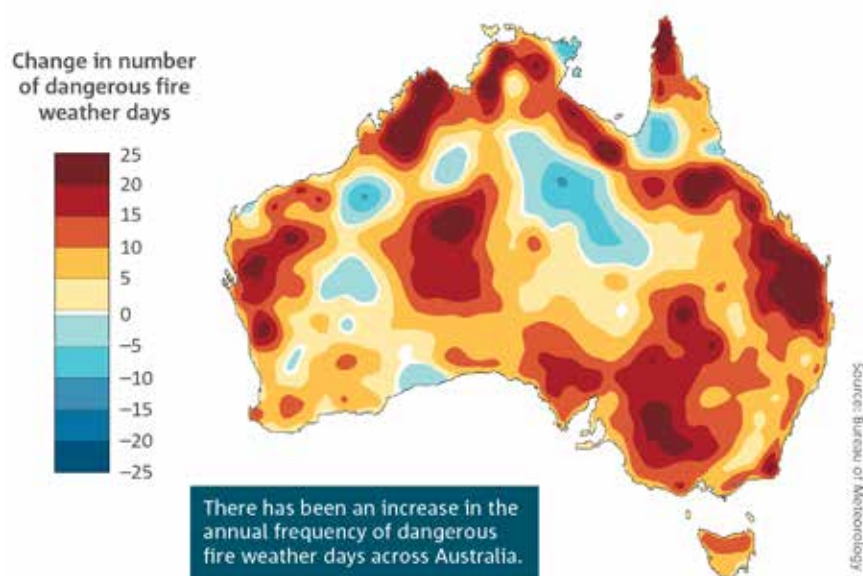 Change in number
of dangerous fire
weather days
25
20
15
10
5
0
−5
−10
−15
−20
−25
There has been an increase in the
annual frequency of dangerous
fire weather days across Australia.
Source: Bureau of Meteorology